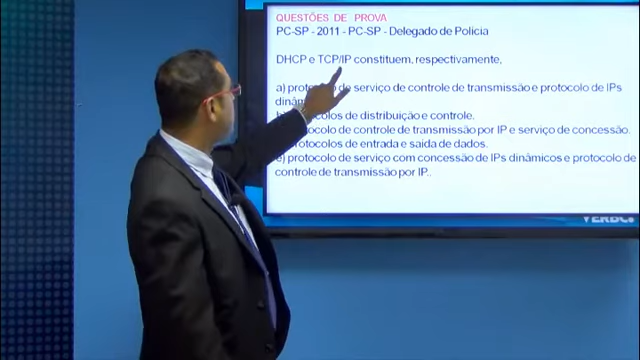 QUESTÕES DE PROVA
PC-SP - 2011 - PC-SP - Delegado de Polícia
DHCP e TCP/IP constituem, respectivamente,
a) de serviço de controle de transmissão e protocolo de IPs
de distribuição e controle.
de controle de transmissão por IP e serviço de concessão.
de entrada e saída de dados.
e) protocolo de serviço com concessão de IPs dinâmicos e protocolo de
controle de transmissão por IP..